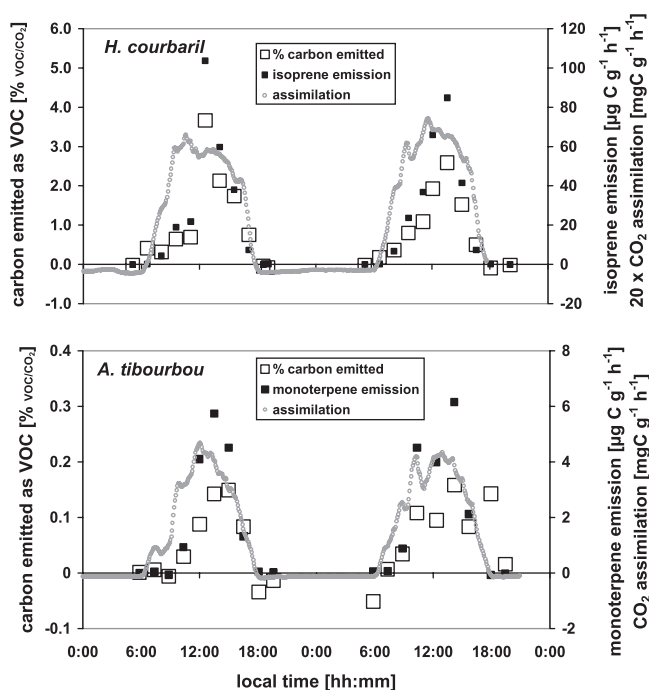 6.0
5.0
4.0
3.0
2.0
1.0
0.0
-1.0
carbon emitted as VOC [% VOC/CO₂]
H. courbaril
% carbon emitted
isoprene emission
assimilation
120
100
80
60
40
20
0
-20
isoprene emission [µg C g⁻¹ h⁻¹]
20 x CO₂ assimilation [mgC g⁻¹ h⁻¹]
0.4
0.3
0.2
0.1
0
-0.1
carbon emitted as VOC [% VOC/CO₂]
A. tibourbou
% carbon emitted
monoterpene emission
assimilation
8
6
4
2
0
-2
monoterpene emission [µg C g⁻¹ h⁻¹]
CO₂ assimilation [mgC g⁻¹ h⁻¹]
0:00 6:00 12:00 18:00 0:00 6:00 12:00 18:00 0:00
local time [hh:mm]